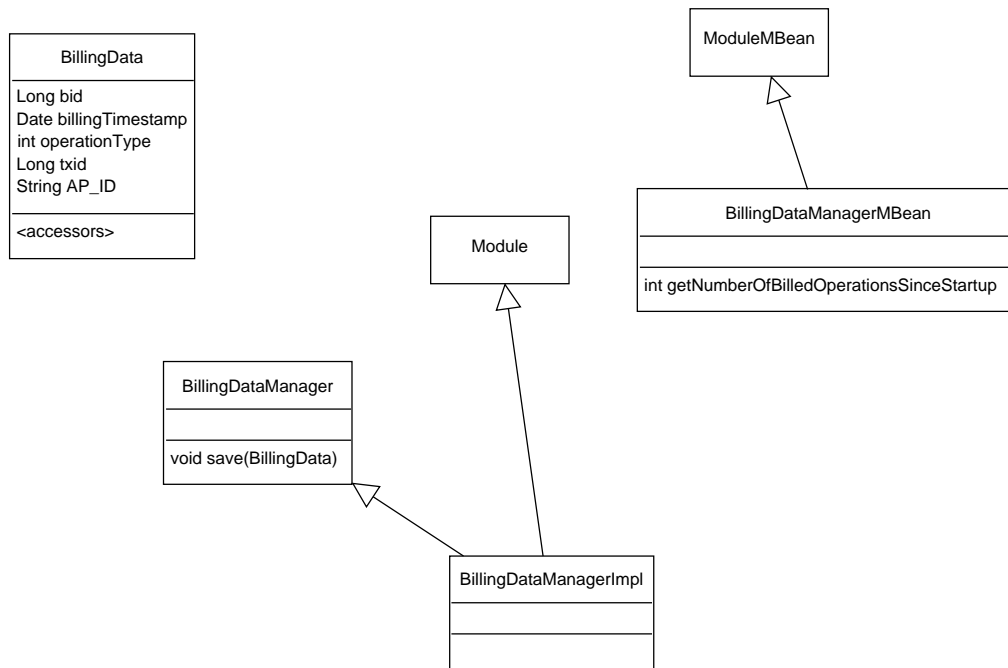 ModuleMBean
BillingData
Long bid
Date billingTimestamp
int operationType
Long txid
String AP_ID
<accessors>
BillingDataManagerMBean
int getNumberOfBilledOperationsSinceStartup
Module
BillingDataManager
void save(BillingData)
BillingDataManagerImpl